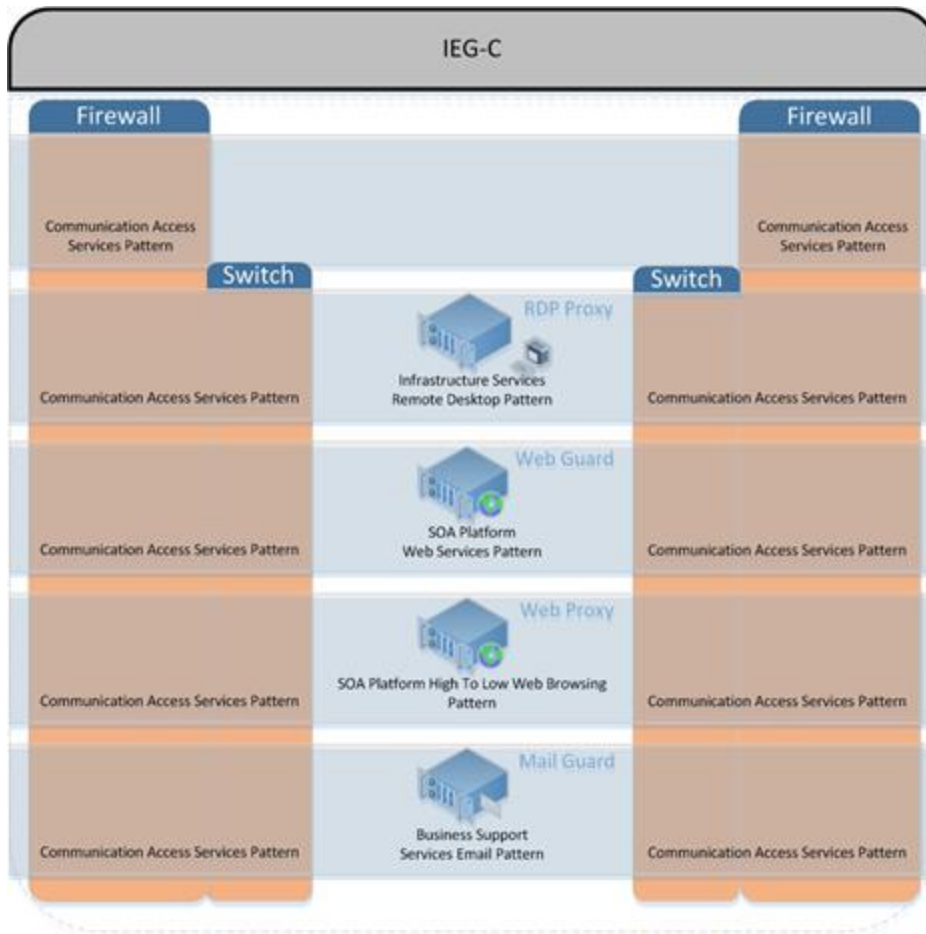 IEG-C
Firewall
Firewall
Communication Access
Services Pattern
Communication Access
Services Pattern
Switch
Switch
RDP Proxy
Infrastructure Services
Remote Desktop Pattern
Communication Access Services Pattern
Communication Access Services Pattern
Web Guard
SOA Platform
Web Services Pattern
Communication Access Services Pattern
Communication Access Services Pattern
Web Proxy
SOA Platform High To Low Web Browsing
Pattern
Communication Access Services Pattern
Communication Access Services Pattern
Mail Guard
Business Support
Services Email Pattern
Communication Access Services Pattern
Communication Access Services Pattern